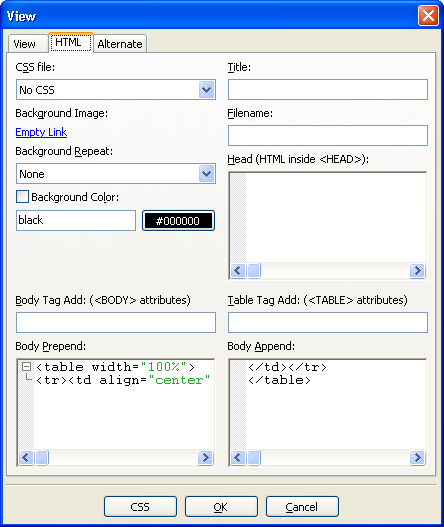 View
View HTML Alternate
CSS file:
No CSS
Title:
Background Image:
Empty Link
Filename:
Background Repeat:
None
Head (HTML inside <HEAD>):
Background Color:
black #000000
Body Tag Add: (<BODY> attributes)
Table Tag Add: (<TABLE> attributes)
Body Prepend:
<table width="100%">
<tr><td align="center"
Body Append:
</td></tr>
</table>
CSS OK Cancel